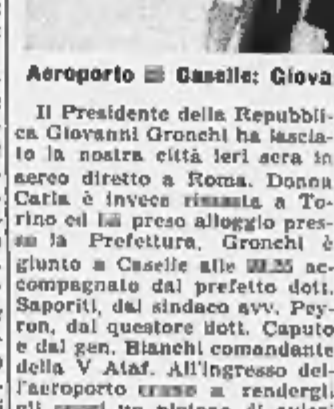 Aeroporto Caselle: Giova
Il Presidente della Repubbli-
ca Giovanni Gronchi ha lascia-
to la nostra città ieri sera in
aereo diretto a Roma. Donna
Carla è invece rimasta a To-
rino ed ha preso alloggio pres-
so la Prefettura. Gronchi è
giunto a Caselle alle ac-
compagnato dal prefetto dott.
Saporiti, dal sindaco avv. Pey-
ron, dal questore dott. Caputo
e dal gen. Bianchi comandante
della V Ataf. All'ingresso del-
l'aeroporto a rendergli